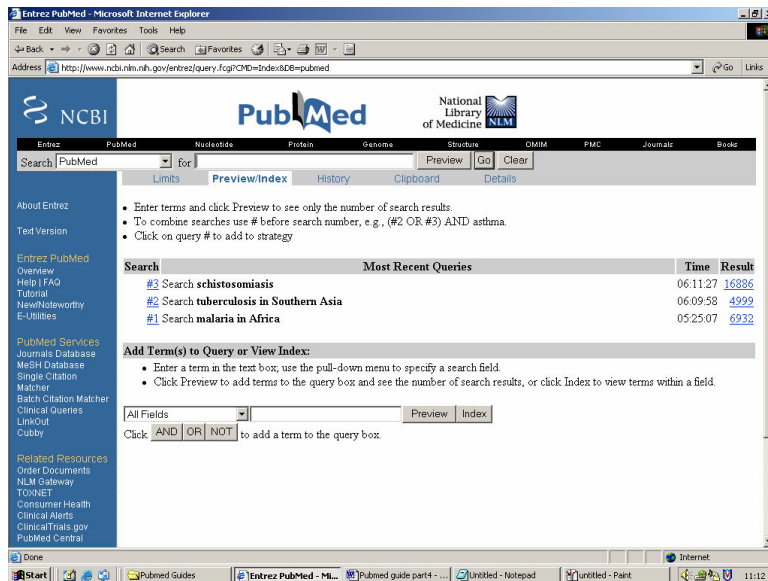 Entrez PubMed - Microsoft Internet Explorer
File Edit View Favorites Tools Help
Back Search Favorites
Address http://www.ncbi.nlm.nih.gov/entrez/query.fcgi?CMD=Index&DB=pubmed Go Links
NCBI PubMed National Library of Medicine NLM
Entrez PubMed Nucleotide Protein Genome Structure OMIM PMC Journals Books
Search PubMed for Preview Go Clear
Limits Preview/Index History Clipboard Details
About Entrez
Text Version
Entrez PubMed
Overview
Help | FAQ
Tutorial
New/Noteworthy
E-Utilities
PubMed Services
Journals Database
MeSH Database
Single Citation
Matcher
Batch Citation Matcher
Clinical Queries
LinkOut
Cubby
Related Resources
Order Documents
NLM Gateway
TOXNET
Consumer Health
Clinical Alerts
ClinicalTrials.gov
PubMed Central
• Enter terms and click Preview to see only the number of search results.
• To combine searches use # before search number, e.g., (#2 OR #3) AND asthma.
• Click on query # to add to strategy
Search Most Recent Queries Time Result
#3 Search schistosomiasis 06:11:27 16886
#2 Search tuberculosis in Southern Asia 06:09:58 4999
#1 Search malaria in Africa 05:25:07 6932
Add Term(s) to Query or View Index:
• Enter a term in the text box; use the pull-down menu to specify a search field.
• Click Preview to add terms to the query box and see the number of search results, or click Index to view terms within a field.
All Fields Preview Index
Click AND OR NOT to add a term to the query box.
Done Internet
Start Pubmed Guides Entrez PubMed - Mi... Pubmed guide part4 - ... Untitled - Notepad untitled - Paint 11:12